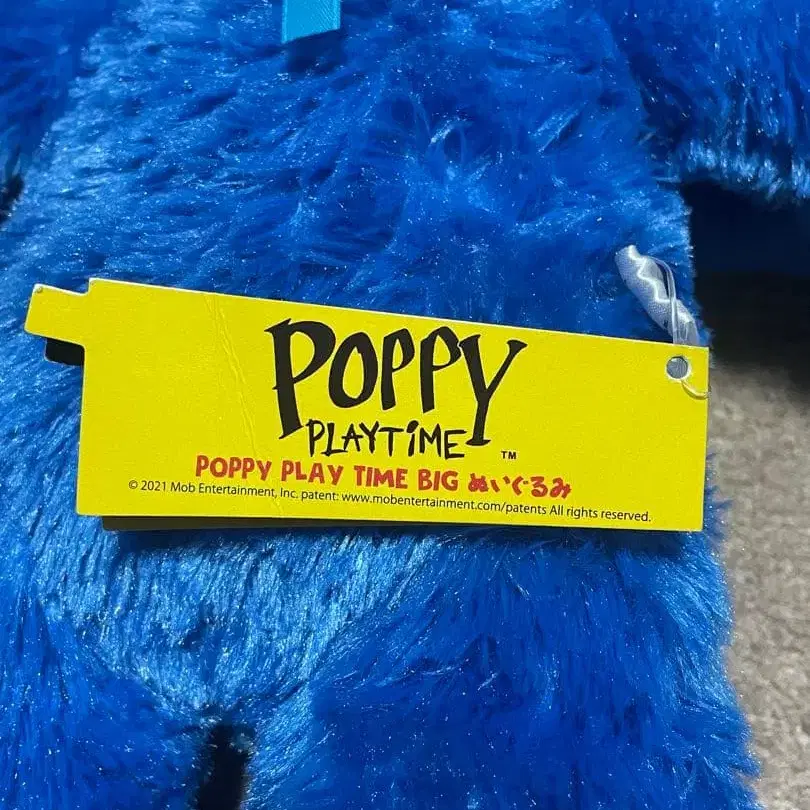 POPPY
PLAYTIME™
POPPY PLAY TIME BIG ぬいぐるみ
© 2021 Mob Entertainment, Inc. patent: www.mobentertainment.com/patents All rights reserved.